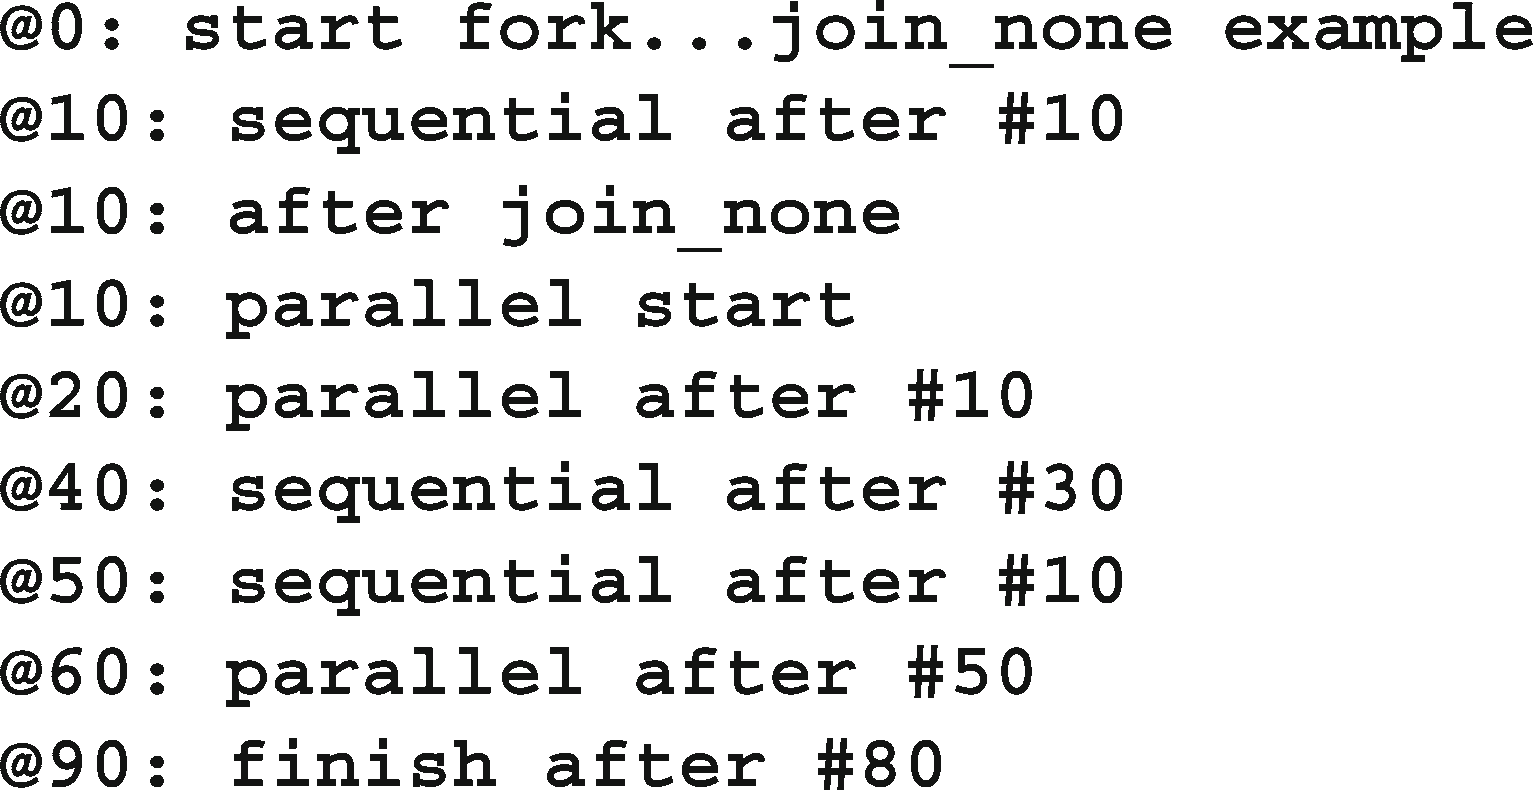 @0: start fork...join_none example
@10: sequential after #10
@10: after join_none
@10: parallel start
@20: parallel after #10
@40: sequential after #30
@50: sequential after #10
@60: parallel after #50
@90: finish after #80